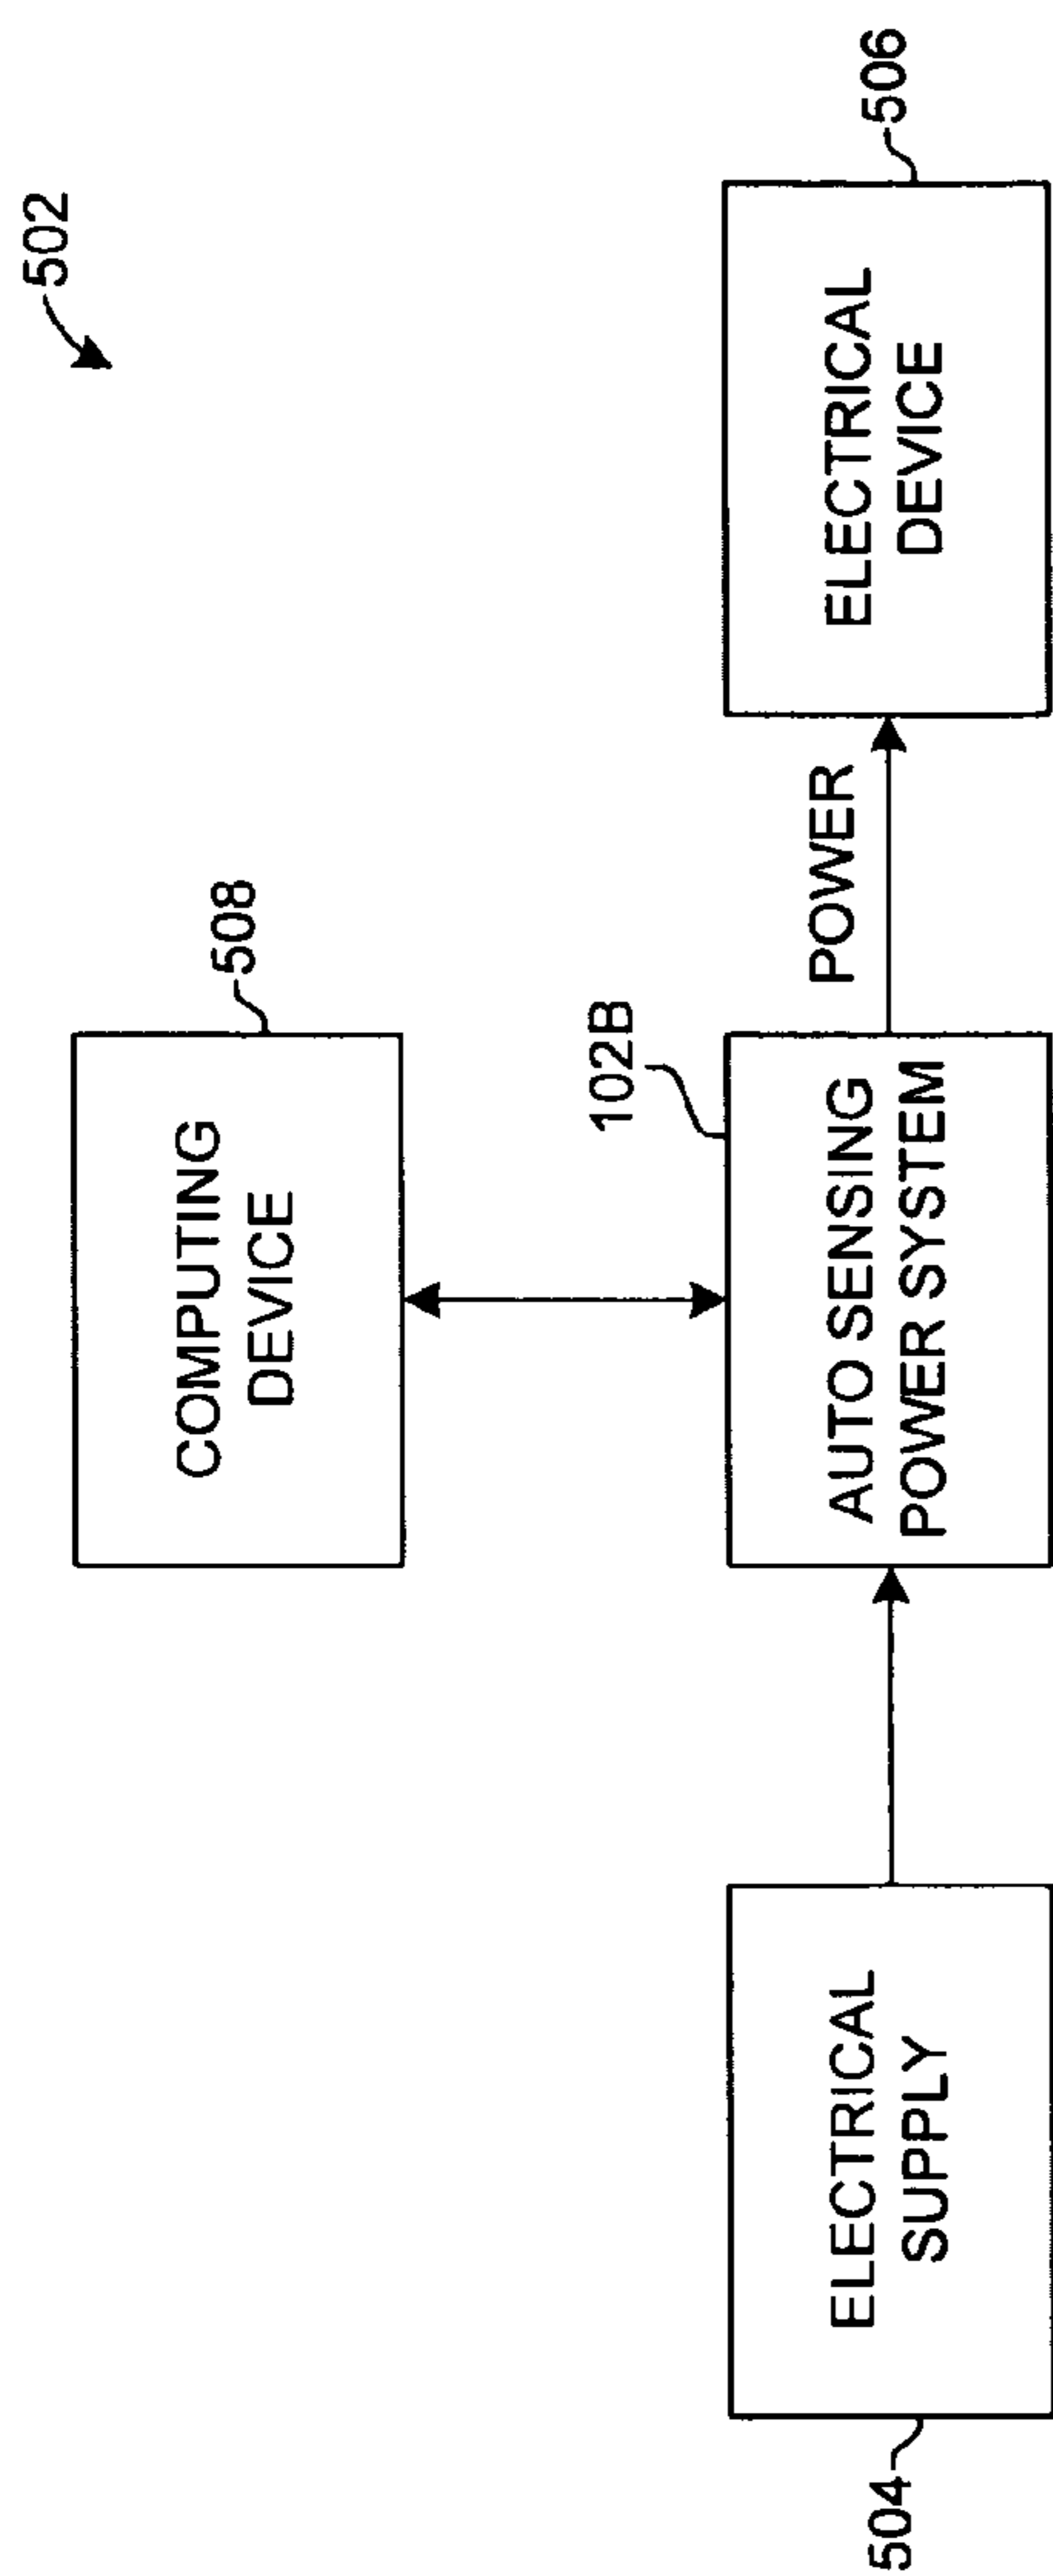 502
COMPUTING
DEVICE
508
102B
ELECTRICAL
SUPPLY
504
AUTO SENSING
POWER SYSTEM
POWER
ELECTRICAL
DEVICE
506